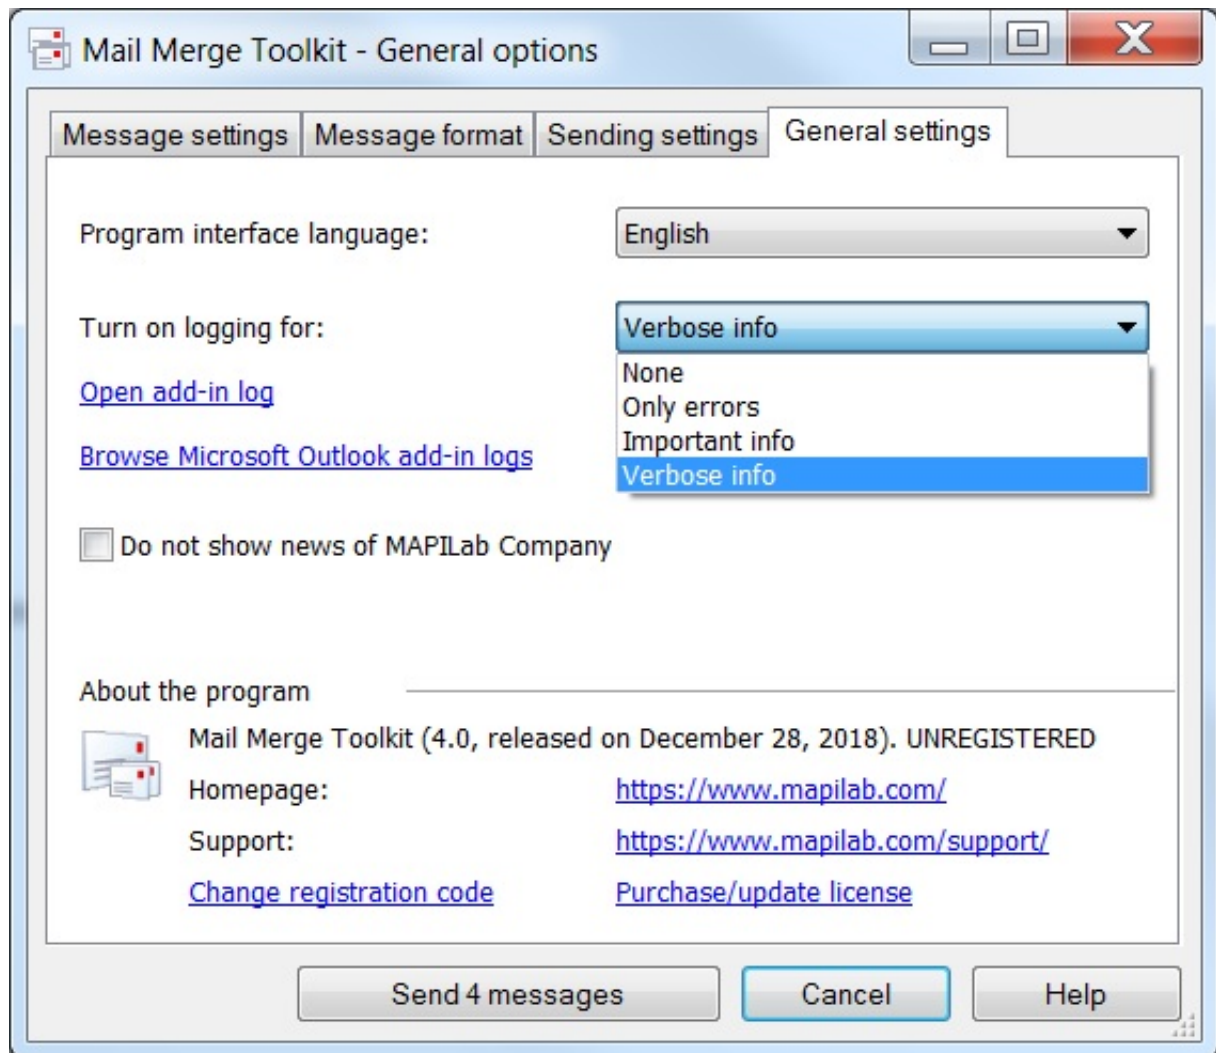 Mail Merge Toolkit - General options
Message settings Message format Sending settings General settings
Program interface language: English
Turn on logging for: Verbose info
None
Open add-in log
Only errors
Important info
Browse Microsoft Outlook add-in logs
Verbose info
Do not show news of MAPILab Company
About the program
Mail Merge Toolkit (4.0, released on December 28, 2018). UNREGISTERED
Homepage: https://www.mapilab.com/
Support: https://www.mapilab.com/support/
Change registration code Purchase/update license
Send 4 messages Cancel Help